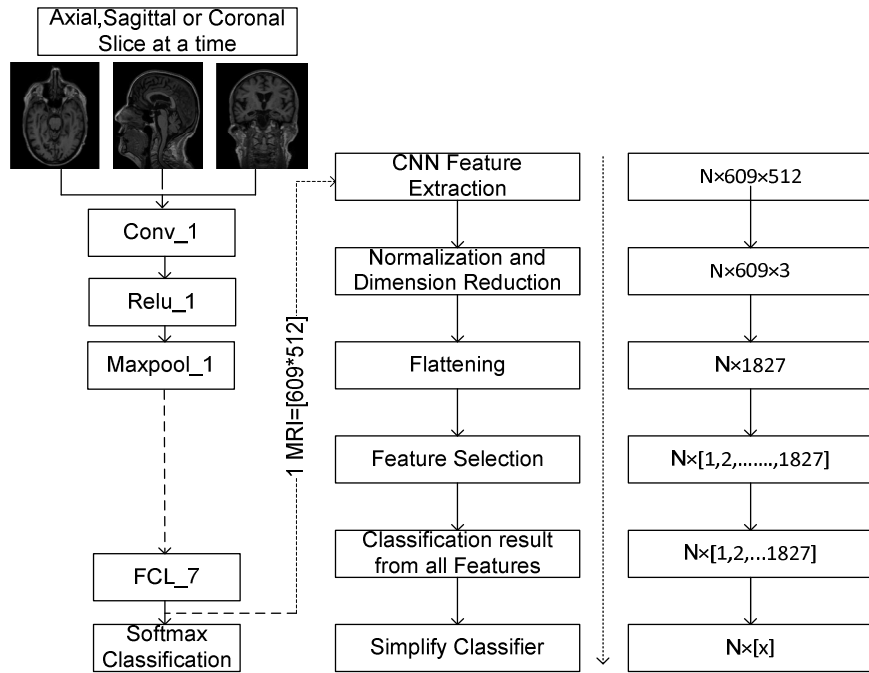 Axial,Sagittal or Coronal
Slice at a time
Conv_1
Relu_1
Maxpool_1
FCL_7
Softmax
Classification
1 MRI=[609*512]
CNN Feature
Extraction
Normalization and
Dimension Reduction
Flattening
Feature Selection
Classification result
from all Features
Simplify Classifier
N×609×512
N×609×3
N×1827
N×[1,2,.......,1827]
N×[1,2,...1827]
N×[x]